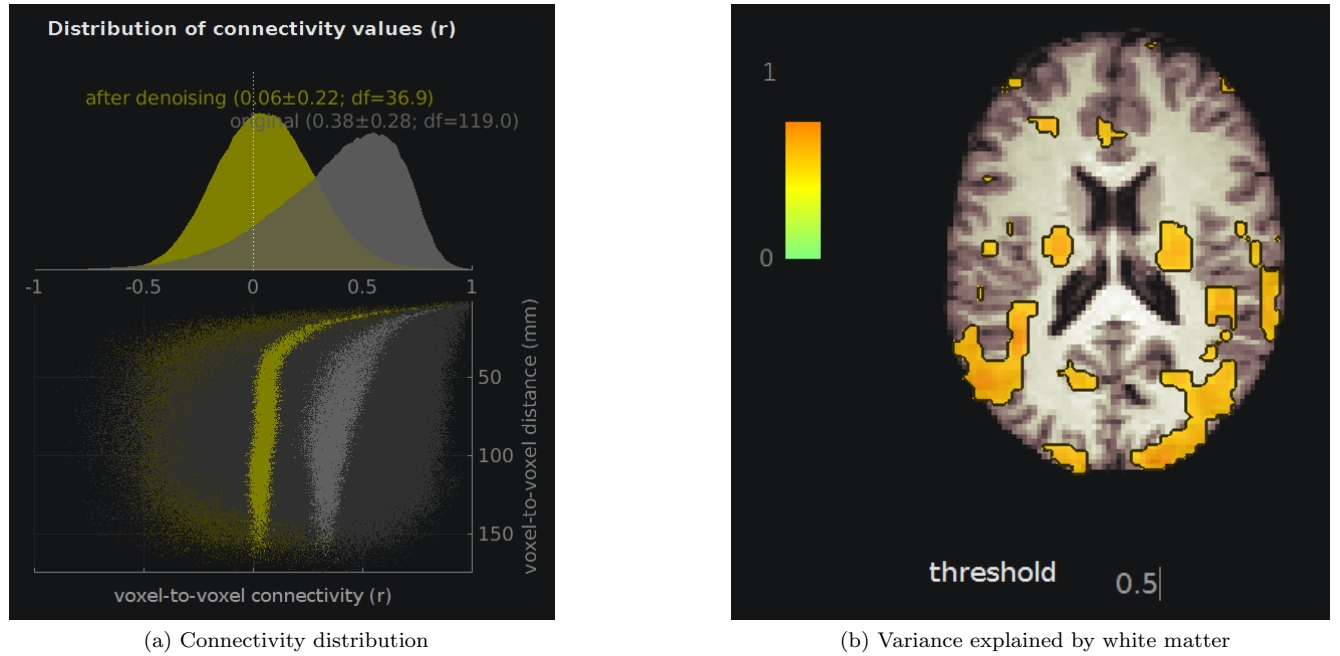 Distribution of connectivity values (r)
after denoising (0.06±0.22; df=36.9)
original (0.38±0.28; df=119.0)
-1 -0.5 0 0.5 1
50
100
150
voxel-to-voxel distance (mm)
voxel-to-voxel connectivity (r)
(a) Connectivity distribution
1
0
threshold 0.5
(b) Variance explained by white matter